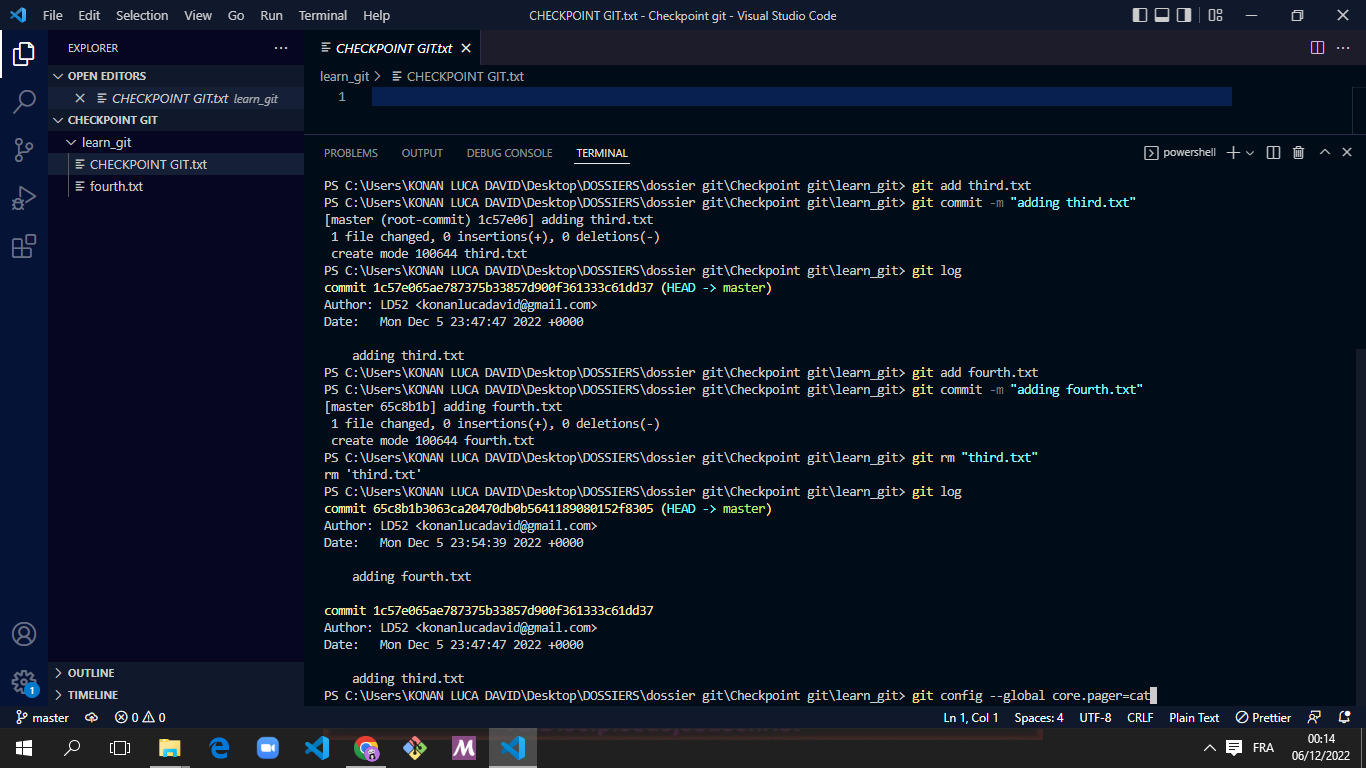 File Edit Selection View Go Run Terminal Help CHECKPOINT GIT.txt - Checkpoint git - Visual Studio Code
EXPLORER
OPEN EDITORS
CHECKPOINT GIT.txt learn_git
CHECKPOINT GIT
learn_git
CHECKPOINT GIT.txt
fourth.txt
OUTLINE
TIMELINE
CHECKPOINT GIT.txt
learn_git > CHECKPOINT GIT.txt
1
PROBLEMS OUTPUT DEBUG CONSOLE TERMINAL powershell
PS C:\Users\KONAN LUCA DAVID\Desktop\DOSSIERS\dossier git\Checkpoint git\learn_git> git add third.txt
PS C:\Users\KONAN LUCA DAVID\Desktop\DOSSIERS\dossier git\Checkpoint git\learn_git> git commit -m "adding third.txt"
[master (root-commit) 1c57e06] adding third.txt
1 file changed, 0 insertions(+), 0 deletions(-)
create mode 100644 third.txt
PS C:\Users\KONAN LUCA DAVID\Desktop\DOSSIERS\dossier git\Checkpoint git\learn_git> git log
commit 1c57e065ae787375b33857d900f361333c61dd37 (HEAD -> master)
Author: LD52 <konanlucadavid@gmail.com>
Date: Mon Dec 5 23:47:47 2022 +0000
adding third.txt
PS C:\Users\KONAN LUCA DAVID\Desktop\DOSSIERS\dossier git\Checkpoint git\learn_git> git add fourth.txt
PS C:\Users\KONAN LUCA DAVID\Desktop\DOSSIERS\dossier git\Checkpoint git\learn_git> git commit -m "adding fourth.txt"
[master 65c8b1b] adding fourth.txt
1 file changed, 0 insertions(+), 0 deletions(-)
create mode 100644 fourth.txt
PS C:\Users\KONAN LUCA DAVID\Desktop\DOSSIERS\dossier git\Checkpoint git\learn_git> git rm "third.txt"
rm 'third.txt'
PS C:\Users\KONAN LUCA DAVID\Desktop\DOSSIERS\dossier git\Checkpoint git\learn_git> git log
commit 65c8b1b3063ca20470db0b5641189080152f8305 (HEAD -> master)
Author: LD52 <konanlucadavid@gmail.com>
Date: Mon Dec 5 23:54:39 2022 +0000
adding fourth.txt
commit 1c57e065ae787375b33857d900f361333c61dd37
Author: LD52 <konanlucadavid@gmail.com>
Date: Mon Dec 5 23:47:47 2022 +0000
adding third.txt
PS C:\Users\KONAN LUCA DAVID\Desktop\DOSSIERS\dossier git\Checkpoint git\learn_git> git config --global core.pager=cat
1
master 0 0 Ln 1, Col 1 Spaces: 4 UTF-8 CRLF Plain Text Prettier
FRA
00:14
06/12/2022